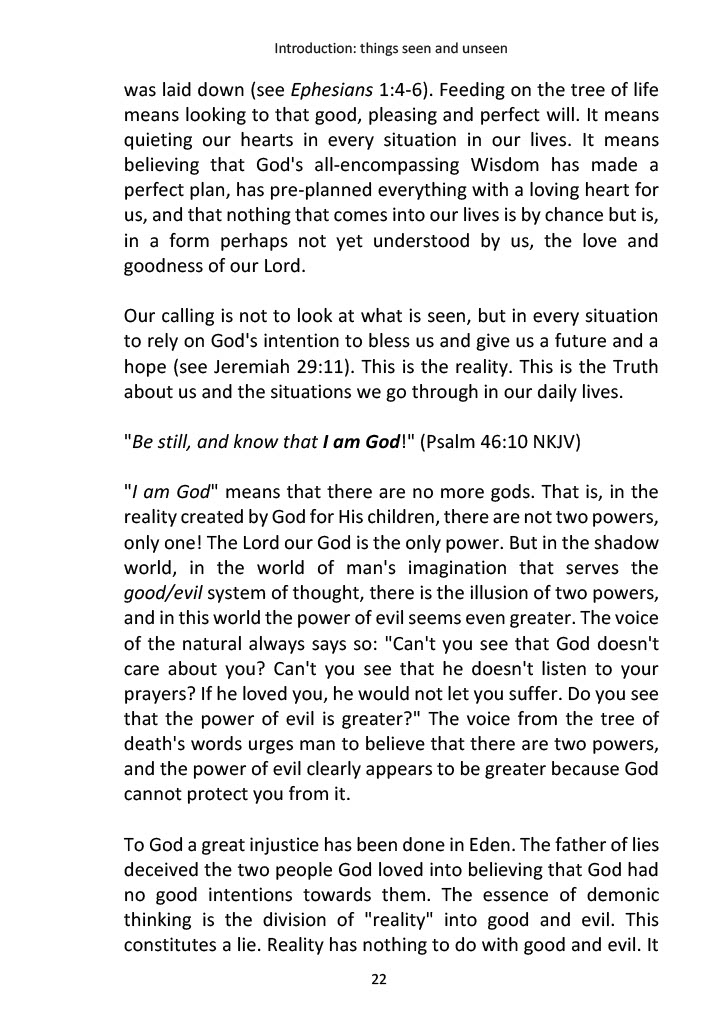 Introduction: things seen and unseen
was laid down (see Ephesians 1:4-6). Feeding on the tree of life
means looking to that good, pleasing and perfect will. It means
quieting our hearts in every situation in our lives. It means
believing that God's all-encompassing Wisdom has made a
perfect plan, has pre-planned everything with a loving heart for
us, and that nothing that comes into our lives is by chance but is,
in a form perhaps not yet understood by us, the love and
goodness of our Lord.
Our calling is not to look at what is seen, but in every situation
to rely on God's intention to bless us and give us a future and a
hope (see Jeremiah 29:11). This is the reality. This is the Truth
about us and the situations we go through in our daily lives.
"Be still, and know that I am God!" (Psalm 46:10 NKJV)
"I am God" means that there are no more gods. That is, in the
reality created by God for His children, there are not two powers,
only one! The Lord our God is the only power. But in the shadow
world, in the world of man's imagination that serves the
good/evil system of thought, there is the illusion of two powers,
and in this world the power of evil seems even greater. The voice
of the natural always says so: "Can't you see that God doesn't
care about you? Can't you see that he doesn't listen to your
prayers? If he loved you, he would not let you suffer. Do you see
that the power of evil is greater?" The voice from the tree of
death's words urges man to believe that there are two powers,
and the power of evil clearly appears to be greater because God
cannot protect you from it.
To God a great injustice has been done in Eden. The father of lies
deceived the two people God loved into believing that God had
no good intentions towards them. The essence of demonic
thinking is the division of "reality" into good and evil. This
constitutes a lie. Reality has nothing to do with good and evil. It
22